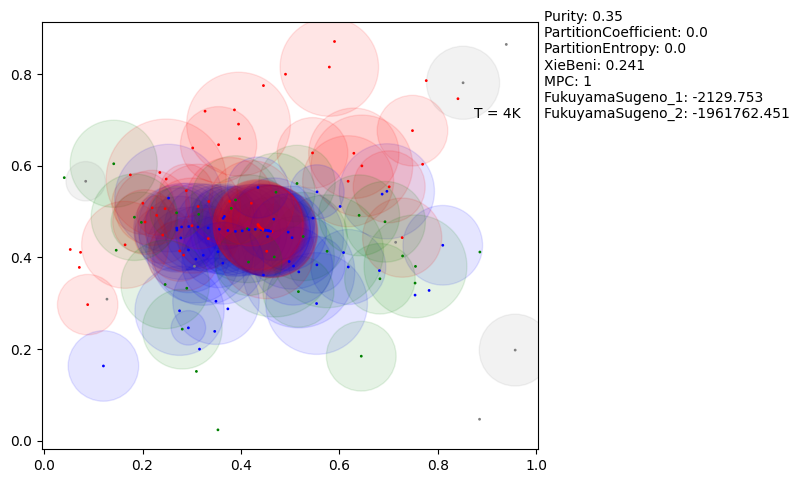 Purity: 0.35
PartitionCoefficient: 0.0
PartitionEntropy: 0.0
XieBeni: 0.241
MPC: 1
FukuyamaSugeno_1: -2129.753
FukuyamaSugeno_2: -1961762.451
T = 4K
0.8
0.6
0.4
0.2
0.0
0.0 0.2 0.4 0.6 0.8 1.0